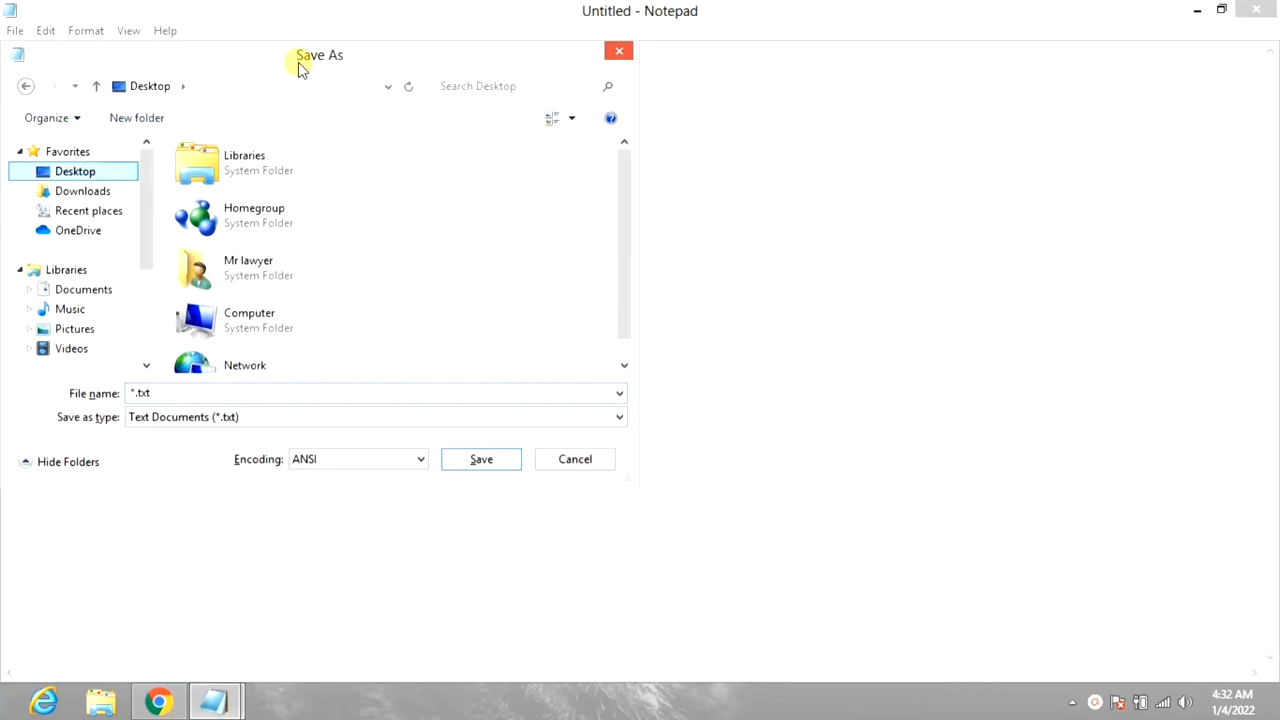 Untitled - Notepad
File Edit Format View Help
Save As
Desktop
Search Desktop
Organize
New folder
Favorites
Desktop
Downloads
Recent places
OneDrive
Libraries
Documents
Music
Pictures
Videos
Libraries
System Folder
Homegroup
System Folder
Mr lawyer
System Folder
Computer
System Folder
Network
File name: *.txt
Save as type: Text Documents (*.txt)
Hide Folders
Encoding: ANSI
Save
Cancel
4:32 AM
1/4/2022